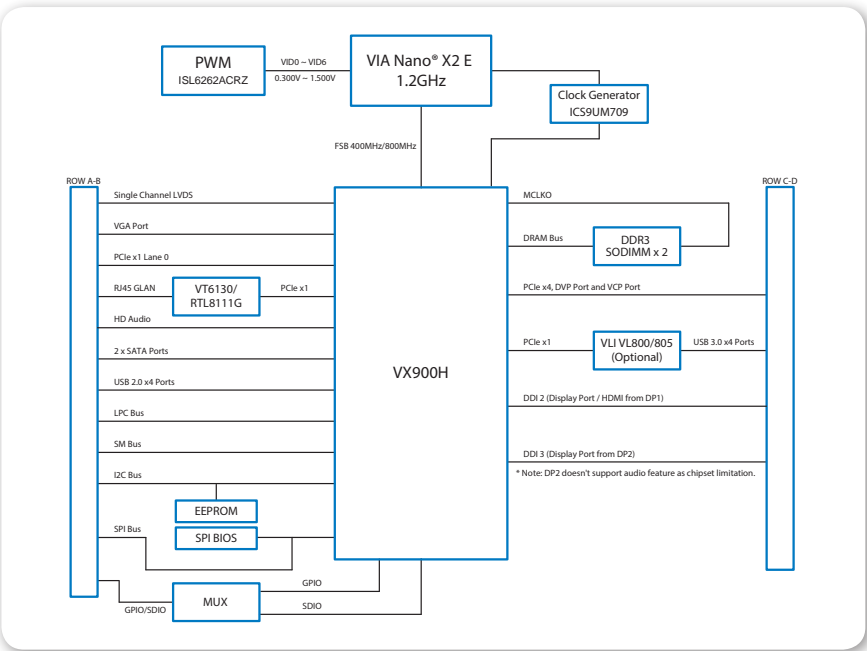 PWM
ISL6262ACRZ
VID0 ~ VID6
0.300V ~ 1.500V
VIA Nano® X2 E
1.2GHz
Clock Generator
ICS9UM709
FSB 400MHz/800MHz
ROW A-B
ROW C-D
Single Channel LVDS
VGA Port
PCIe x1 Lane 0
RJ45 GLAN
VT6130/
RTL8111G
PCIe x1
HD Audio
2 x SATA Ports
USB 2.0 x4 Ports
LPC Bus
SM Bus
I2C Bus
EEPROM
SPI Bus
SPI BIOS
GPIO/SDIO
MUX
GPIO
SDIO
VX900H
MCLKO
DRAM Bus
DDR3
SODIMM x 2
PCIe x4, DVP Port and VCP Port
PCIe x1
VLI VL800/805
(Optional)
USB 3.0 x4 Ports
DDI 2 (Display Port / HDMI from DP1)
DDI 3 (Display Port from DP2)
* Note: DP2 doesn't support audio feature as chipset limitation.